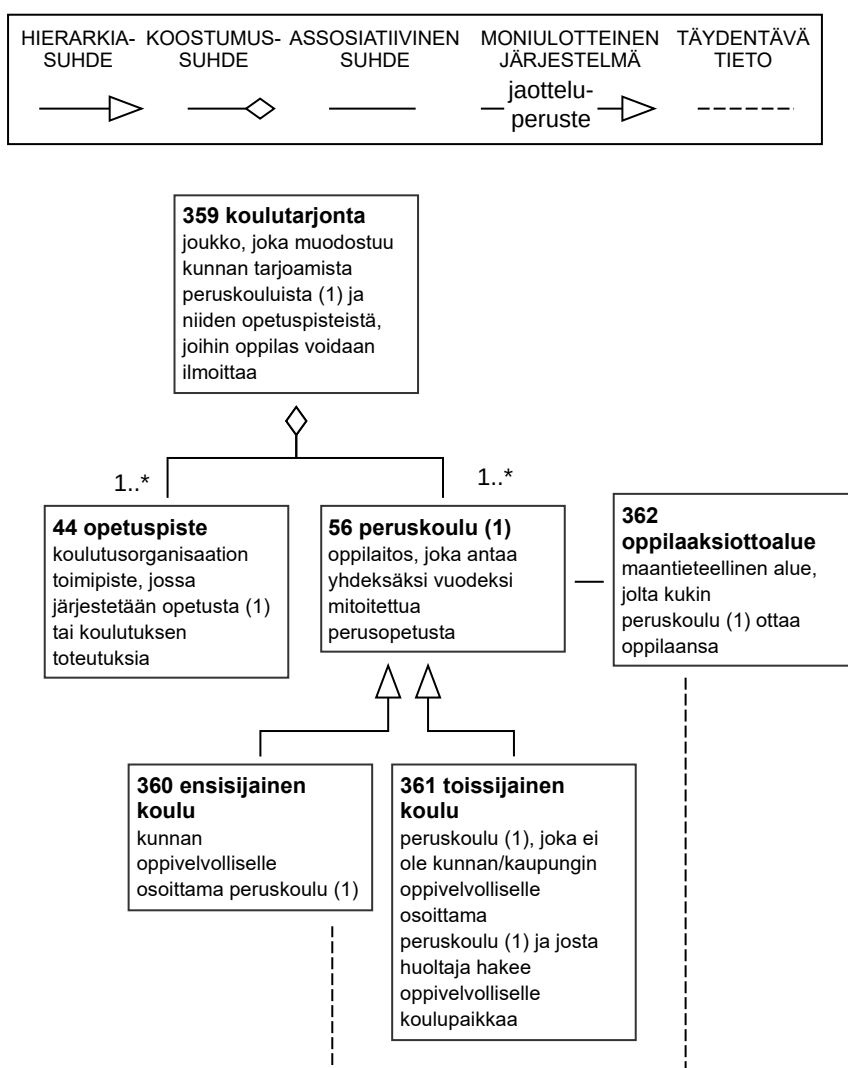 HIERARKIA-
SUHDE
KOOSTUMUS-
SUHDE
ASSOSIATIIVINEN
SUHDE
MONIULOTTEINEN
JÄRJESTELMÄ
TÄYDENTÄVÄ
TIETO
jaottelu-
peruste
359 koulutarjonta
joukko, joka muodostuu
kunnan tarjoamista
peruskouluista (1) ja
niiden opetuspisteistä,
joihin oppilas voidaan
ilmoittaa
1..*
1..*
44 opetuspiste
koulutusorganisaation
toimipiste, jossa
järjestetään opetusta (1)
tai koulutuksen
toteutuksia
56 peruskoulu (1)
oppilaitos, joka antaa
yhdeksäksi vuodeksi
mitoitettua
perusopetusta
362
oppilaaksiottoalue
maantieteellinen alue,
jolta kukin
peruskoulu (1) ottaa
oppilaansa
360 ensisijainen
koulu
kunnan
oppivelvolliselle
osoittama peruskoulu (1)
361 toissijainen
koulu
peruskoulu (1), joka ei
ole kunnan/kaupungin
oppivelvolliselle
osoittama
peruskoulu (1) ja josta
huoltaja hakee
oppivelvolliselle
koulupaikkaa